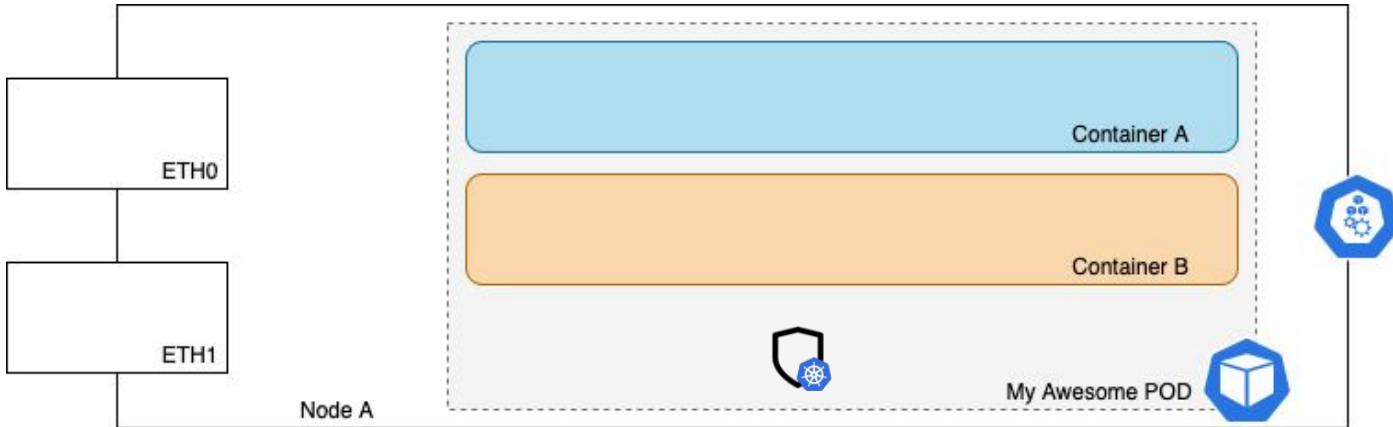 Container A
ETH0
Container B
ETH1
My Awesome POD
Node A